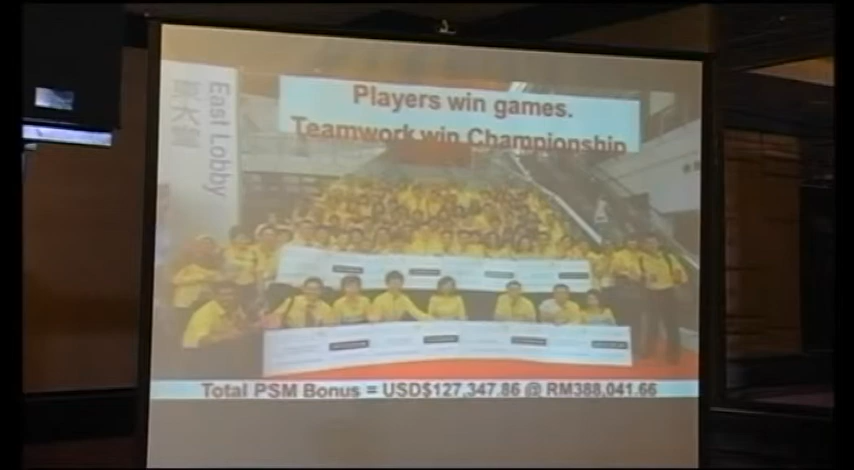 Players win games.
Teamwork win Championship
East Lobby
Total PSM Bonus = USD$127,347.86 @ RM388,041.66